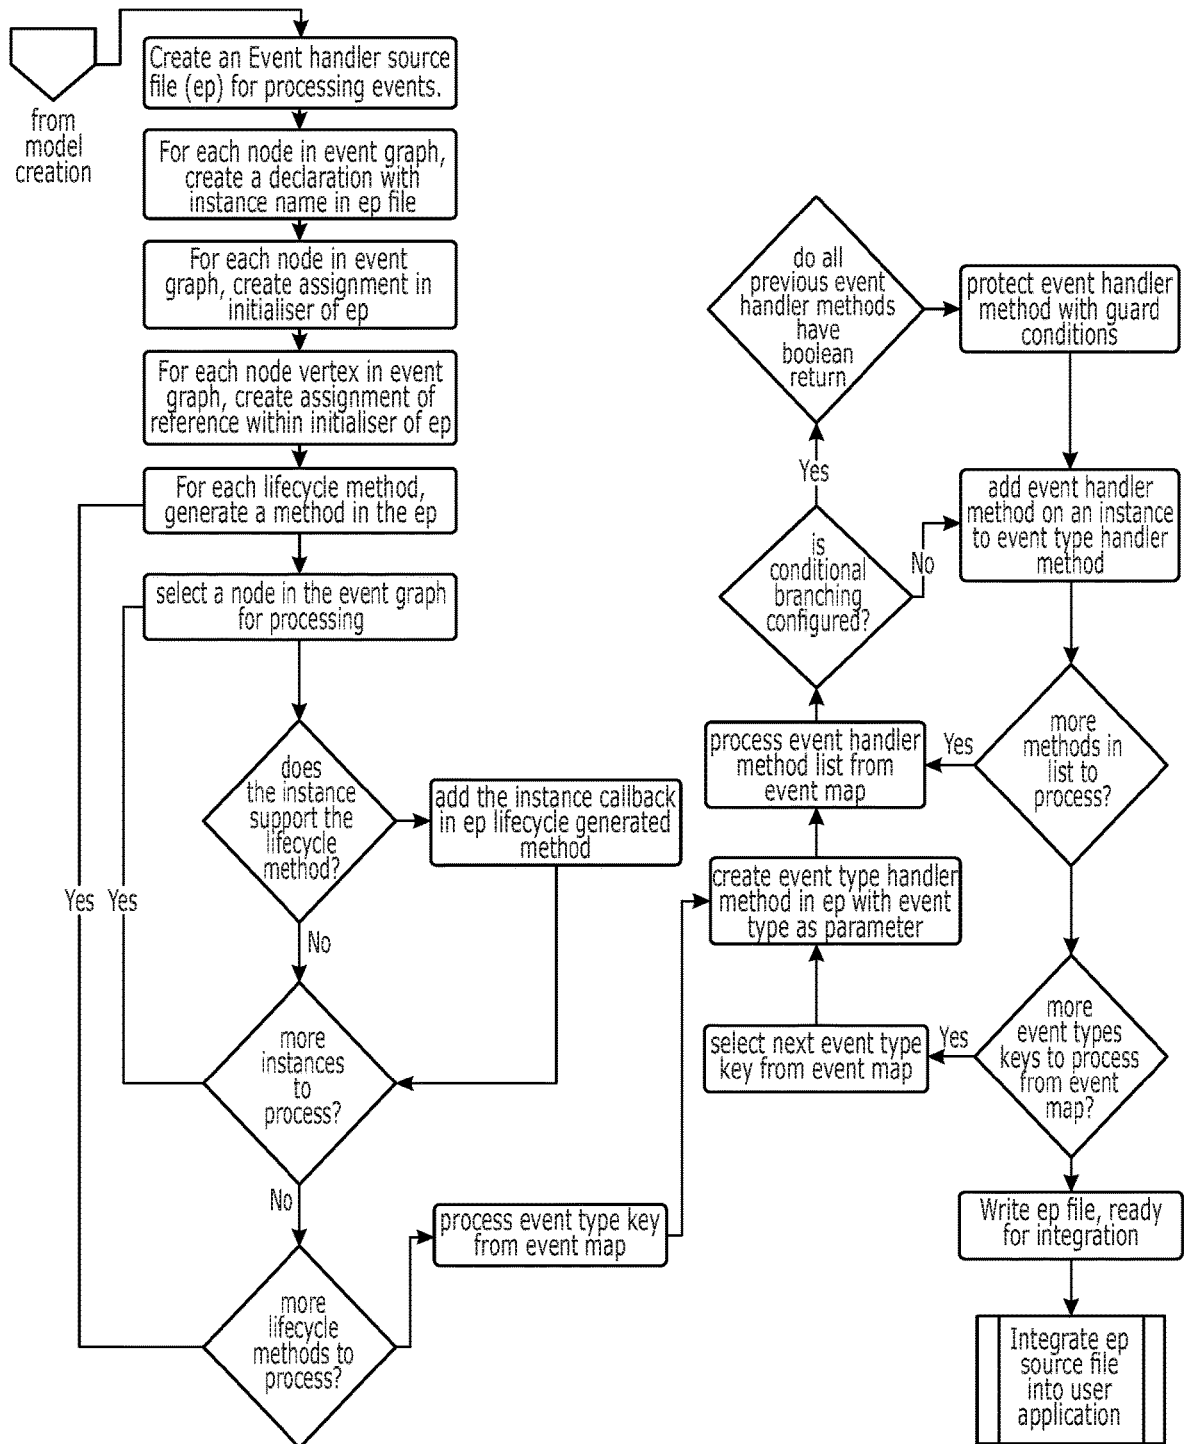 from
model
creation
Create an Event handler source
file (ep) for processing events.
For each node in event graph,
create a declaration with
instance name in ep file
For each node in event
graph, create assignment in
initialiser of ep
For each node vertex in event
graph, create assignment of
reference within initialiser of ep
For each lifecycle method,
generate a method in the ep
select a node in the event graph
for processing
does
the instance
support the
lifecycle
method?
add the instance callback
in ep lifecycle generated
method
Yes
Yes
No
more
instances
to
process?
No
more
lifecycle
methods to
process?
process event type key
from event map
do all
previous event
handler methods
have
boolean
return
protect event handler
method with guard
conditions
Yes
is
conditional
branching
configured?
No
add event handler
method on an instance
to event type handler
method
process event handler
method list from
event map
Yes
more
methods in
list to
process?
create event type handler
method in ep with event
type as parameter
select next event type
key from event map
Yes
more
event types
keys to process
from event
map?
Write ep file, ready
for integration
Integrate ep
source file
into user
application